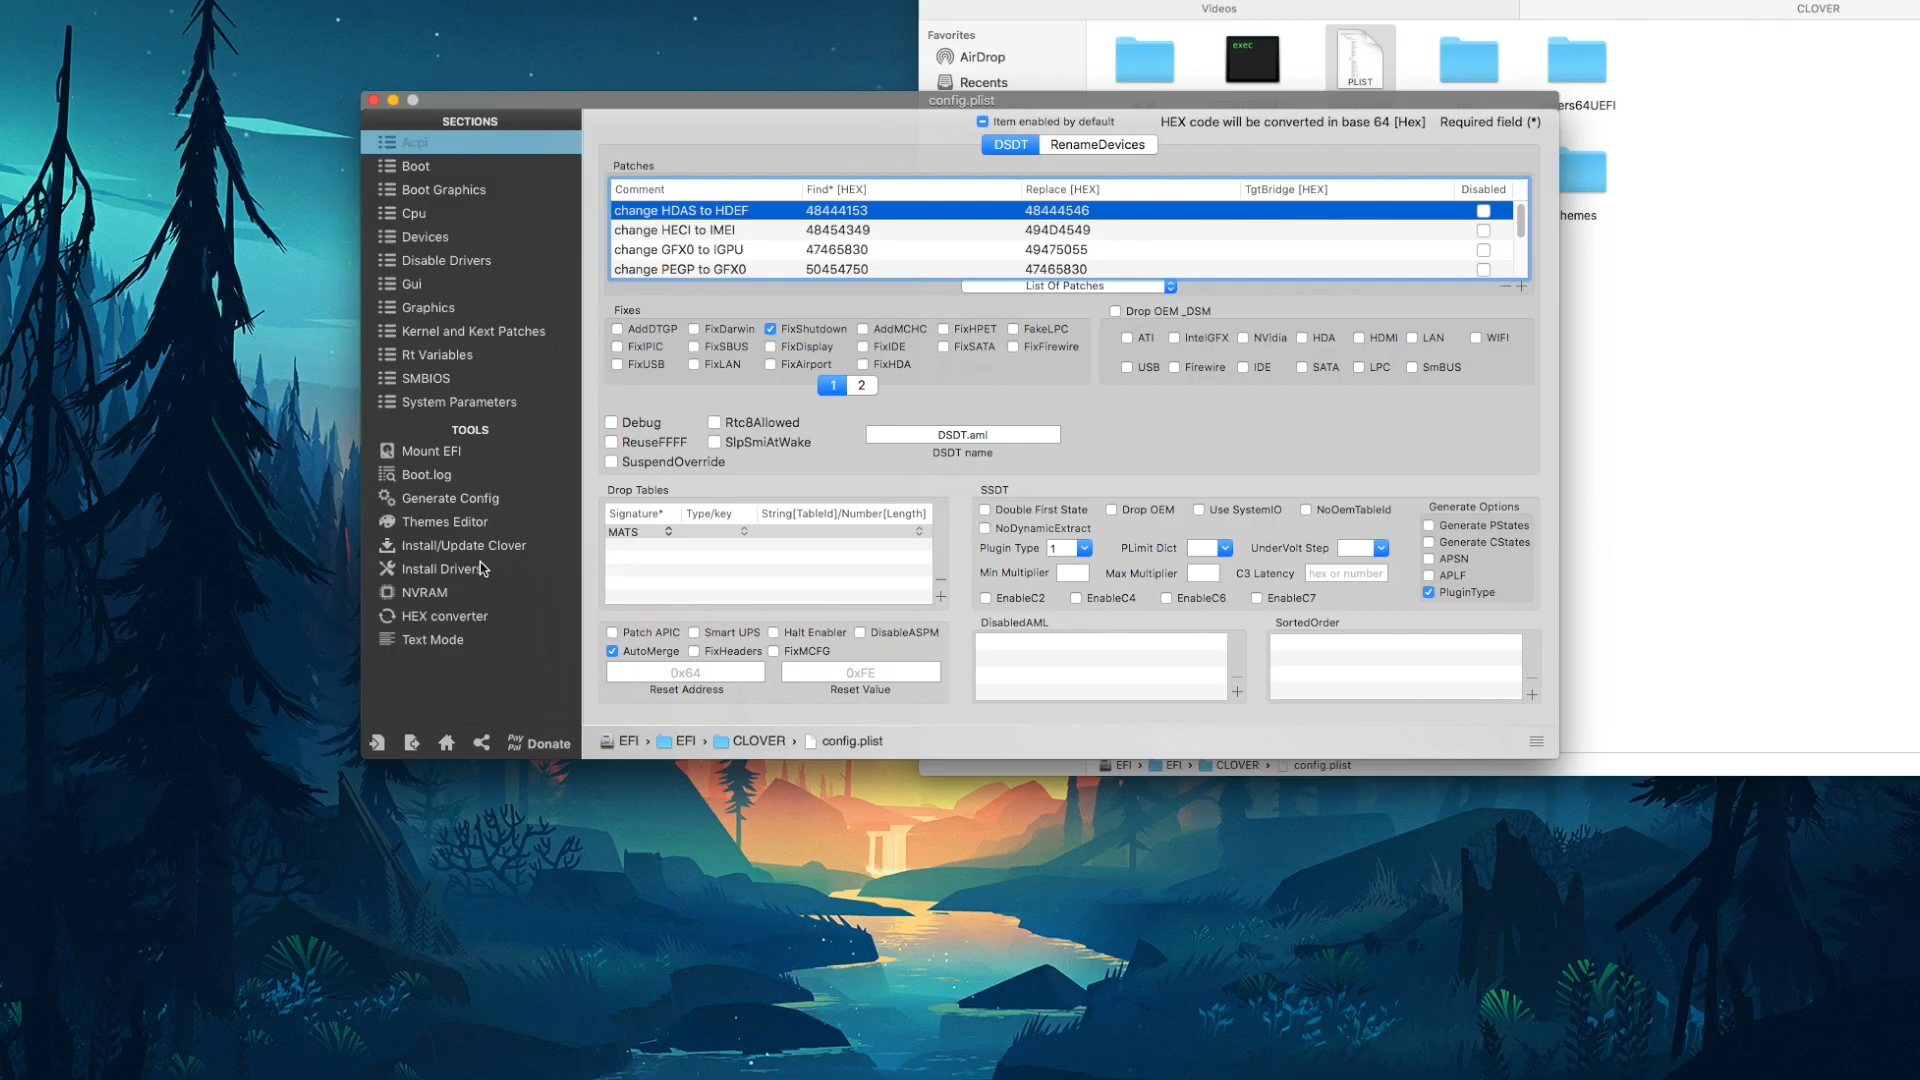 Videos
CLOVER
Favorites
AirDrop
Recents
exec
PLIST
ers64UEFI
hemes
config.plist
SECTIONS
Acpi
Boot
Boot Graphics
Cpu
Devices
Disable Drivers
Gui
Graphics
Kernel and Kext Patches
Rt Variables
SMBIOS
System Parameters
TOOLS
Mount EFI
Boot.log
Generate Config
Themes Editor
Install/Update Clover
Install Drivers
NVRAM
HEX converter
Text Mode
Pay Pal Donate
Item enabled by default HEX code will be converted in base 64 [Hex] Required field (*)
DSDT RenameDevices
Patches
Comment Find* [HEX] Replace [HEX] TgtBridge [HEX] Disabled
change HDAS to HDEF 48444153 48444546
change HECI to IMEI 48454349 494D4549
change GFX0 to IGPU 47465830 49475055
change PEGP to GFX0 50454750 47465830
List Of Patches
Fixes
AddDTGP FixDarwin FixShutdown AddMCHC FixHPET FakeLPC
FixIPIC FixSBUS FixDisplay FixIDE FixSATA FixFirewire
FixUSB FixLAN FixAirport FixHDA
1 2
Drop OEM _DSM
ATI IntelGFX NVidia HDA HDMI LAN WIFI
USB Firewire IDE SATA LPC SmBUS
Debug Rtc8Allowed
ReuseFFFF SlpSmiAtWake
SuspendOverride
DSDT.aml
DSDT name
Drop Tables
Signature* Type/key String[TableId]/Number[Length]
MATS
SSDT
Double First State Drop OEM Use SystemIO NoOemTableId
NoDynamicExtract
Plugin Type 1 PLimit Dict UnderVolt Step
Min Multiplier Max Multiplier C3 Latency hex or number
EnableC2 EnableC4 EnableC6 EnableC7
Generate Options
Generate PStates
Generate CStates
APSN
APLF
PluginType
Patch APIC Smart UPS Halt Enabler DisableASPM
AutoMerge FixHeaders FixMCFG
0x64 0xFE
Reset Address Reset Value
DisabledAML
SortedOrder
EFI › EFI › CLOVER › config.plist
EFI › EFI › CLOVER › config.plist